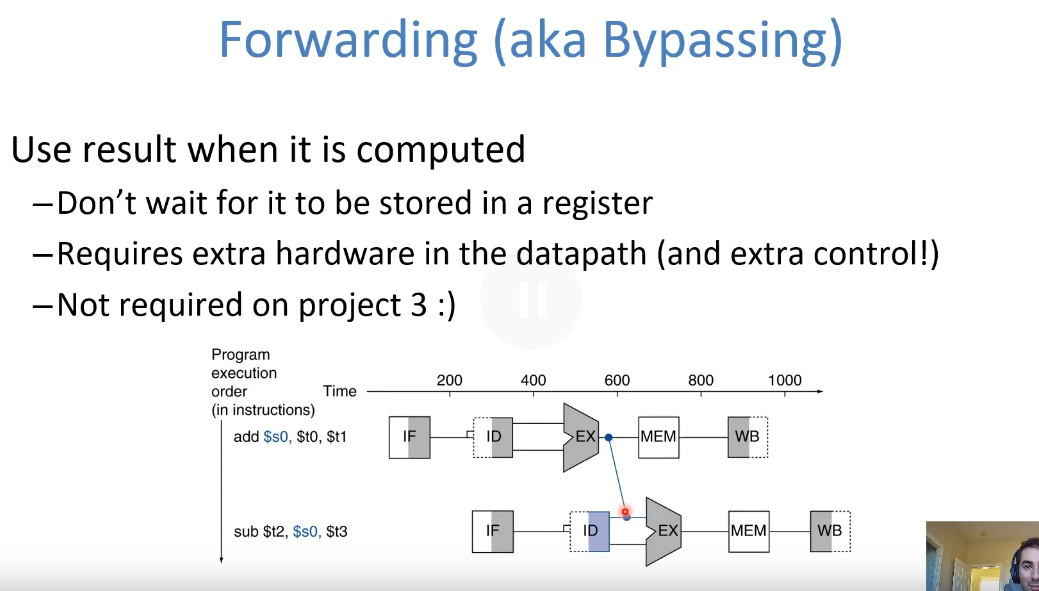 Forwarding (aka Bypassing)
Use result when it is computed
–Don’t wait for it to be stored in a register
–Requires extra hardware in the datapath (and extra control!)
–Not required on project 3 :)
Program
execution
order
(in instructions)
Time
200 400 600 800 1000
add $s0, $t0, $t1
IF ID EX MEM WB
sub $t2, $s0, $t3
IF ID EX MEM WB